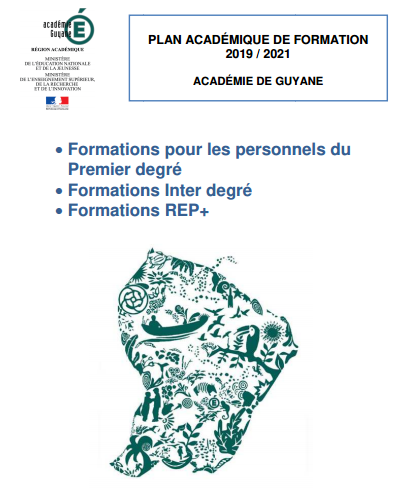 académie
Guyane
RÉGION ACADÉMIQUE
MINISTÈRE
DE L'ÉDUCATION NATIONALE
ET DE LA JEUNESSE
MINISTÈRE
DE L'ENSEIGNEMENT SUPÉRIEUR,
DE LA RECHERCHE
ET DE L'INNOVATION
PLAN ACADÉMIQUE DE FORMATION
2019 / 2021
ACADÉMIE DE GUYANE
• Formations pour les personnels du
Premier degré
• Formations Inter degré
• Formations REP+